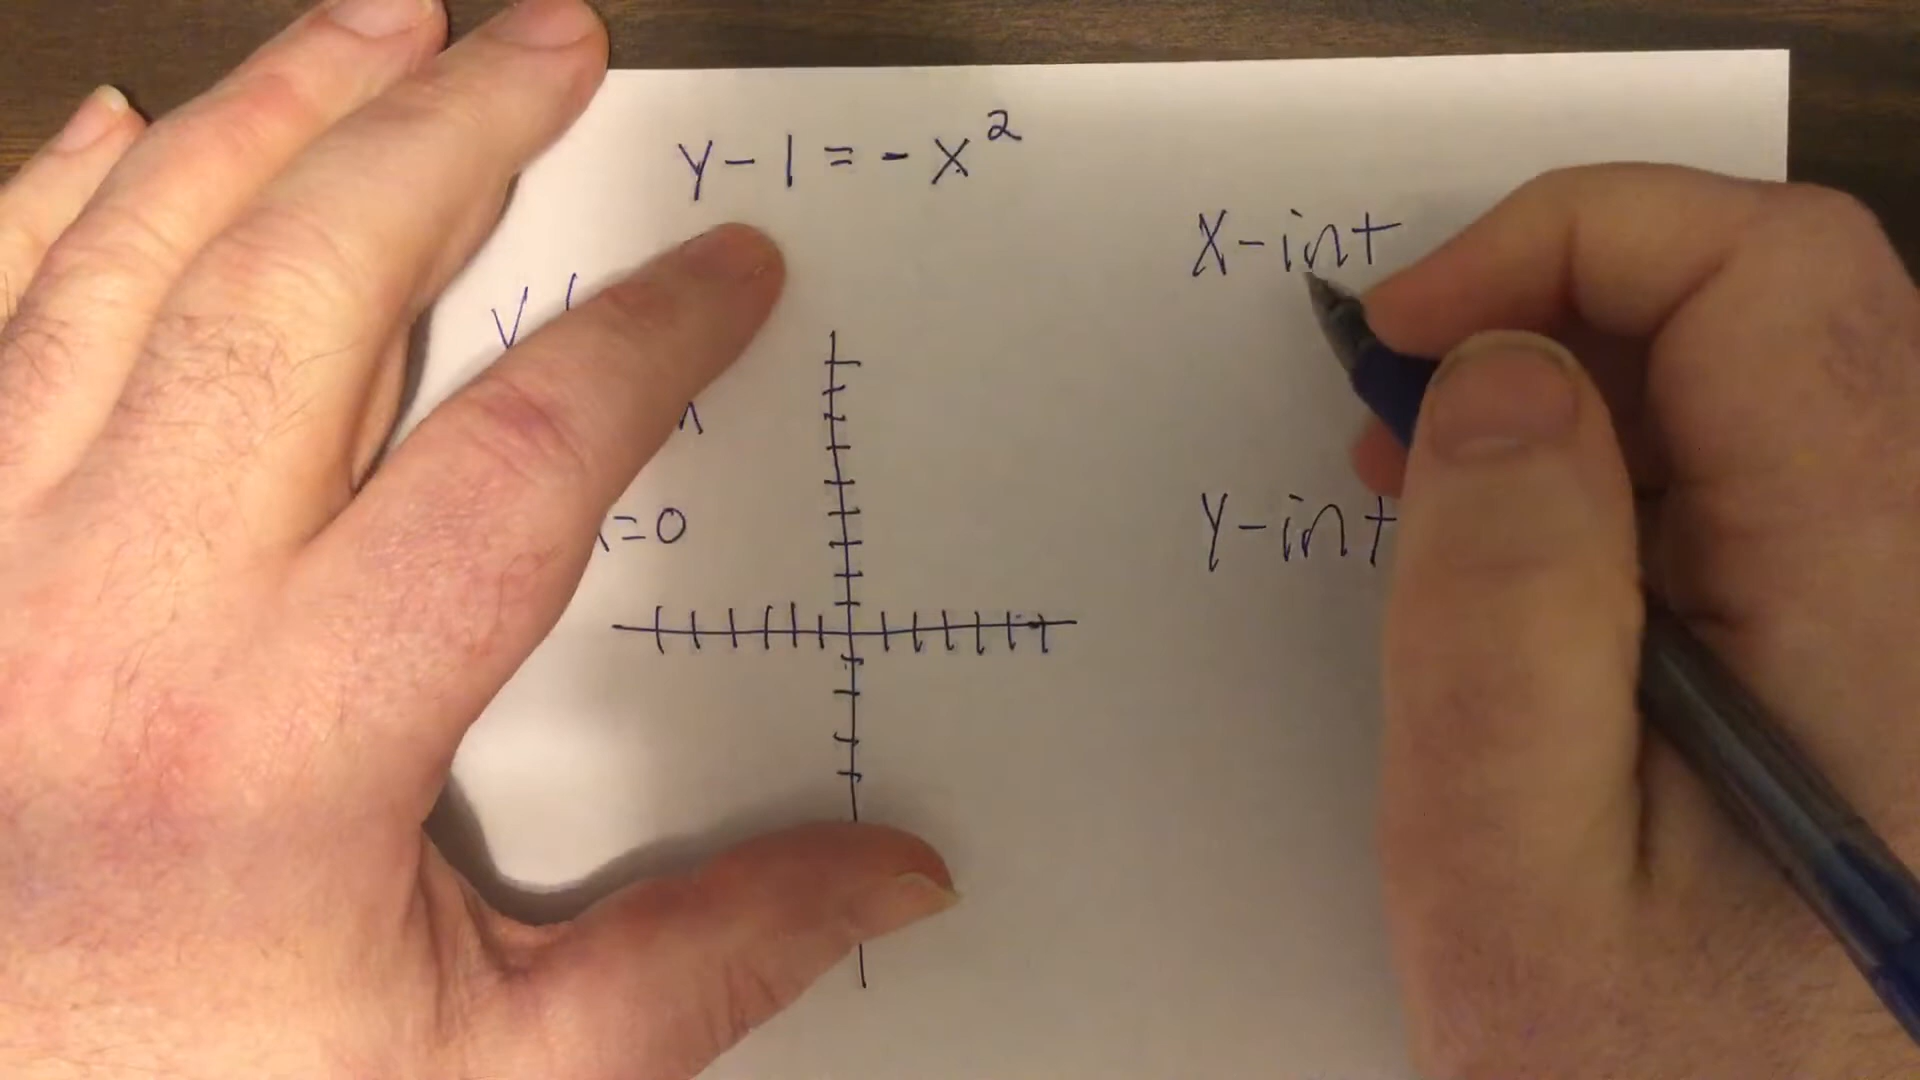 y-1=-x²
x-int
V(
=0
y-int